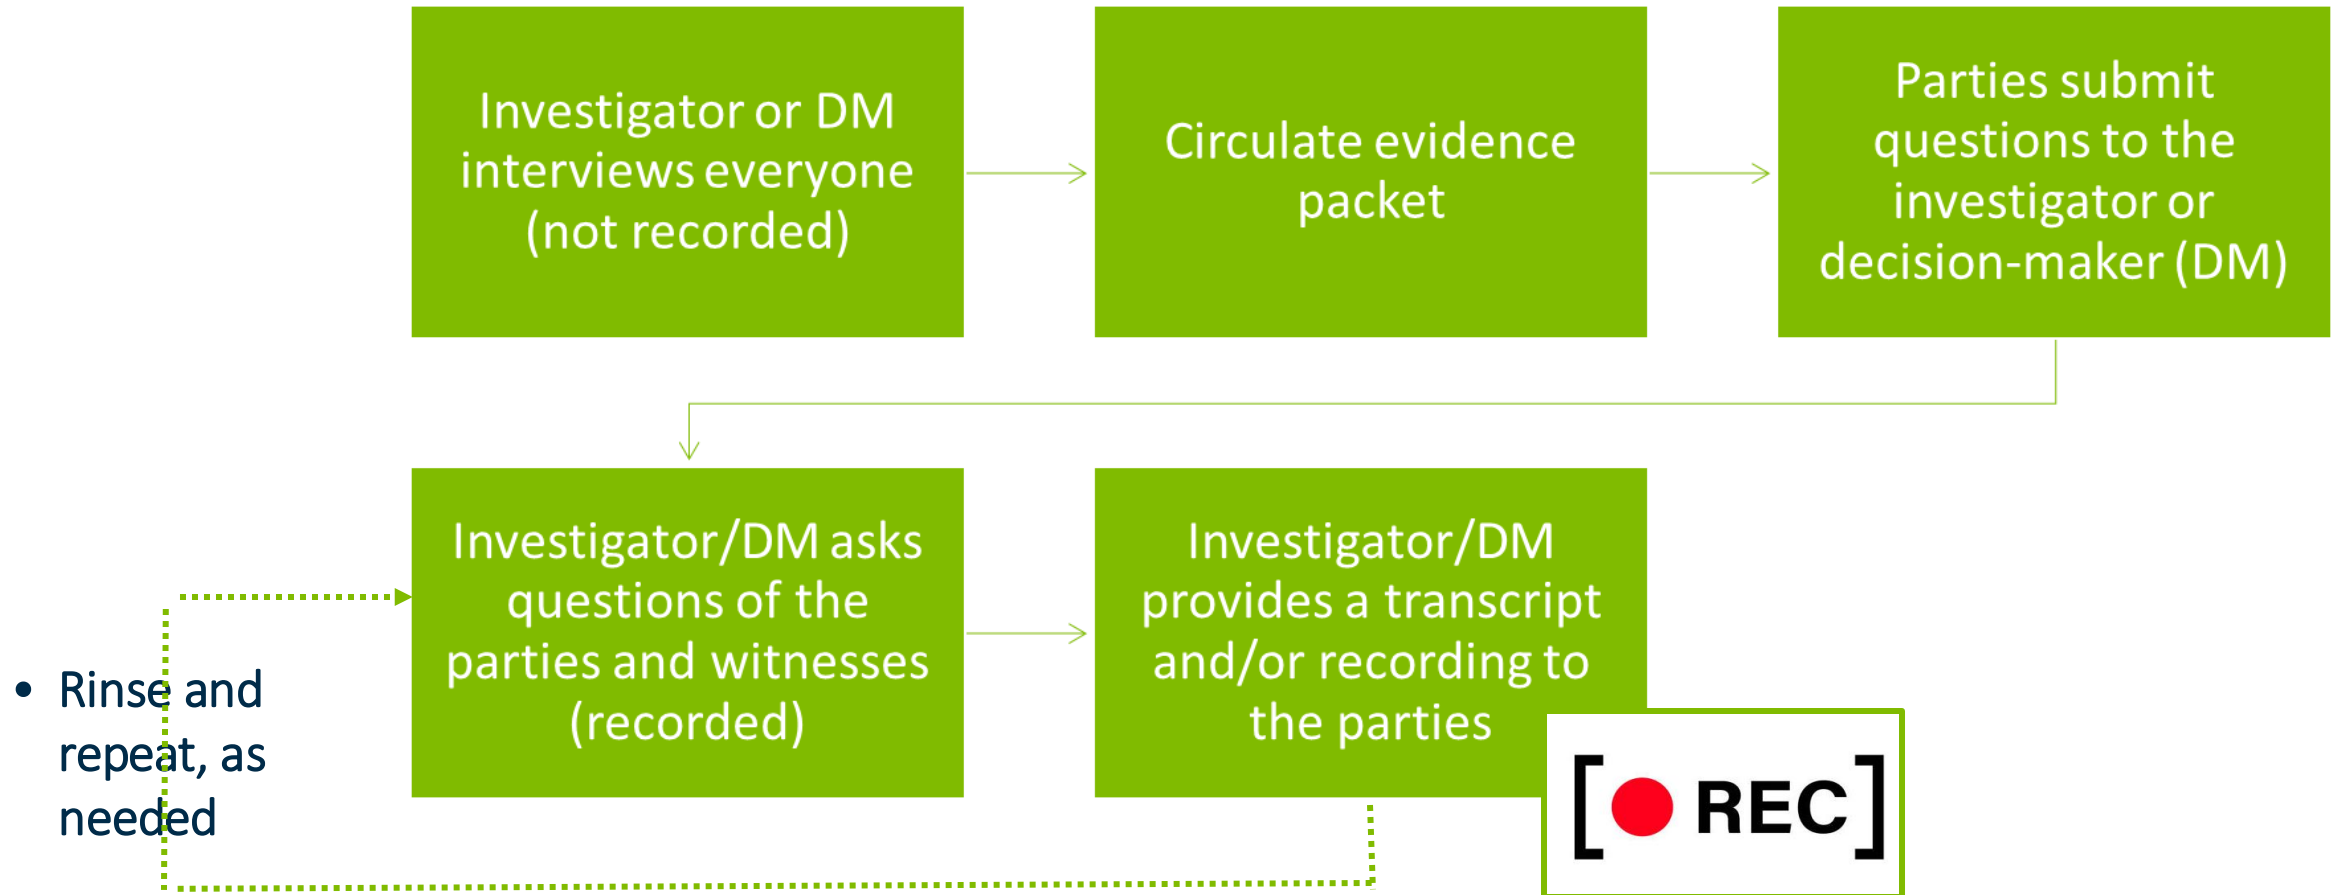 Investigator or DM
interviews everyone
(not recorded)
Circulate evidence
packet
Parties submit
questions to the
investigator or
decision-maker (DM)
Investigator/DM asks
questions of the
parties and witnesses
(recorded)
Investigator/DM
provides a transcript
and/or recording to
the parties
• Rinse and
repeat, as
needed
[● REC]